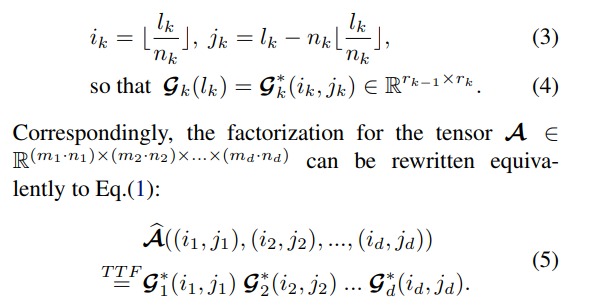 i_k = ⌊l_k/n_k⌋, j_k = l_k − n_k⌊l_k/n_k⌋, (3)
so that 𝓖_k(l_k) = 𝓖*_k(i_k, j_k) ∈ ℝ^{r_{k−1}×r_k}. (4)
Correspondingly, the factorization for the tensor 𝓐 ∈
ℝ^{(m_1·n_1)×(m_2·n_2)×...×(m_d·n_d)} can be rewritten equiva-
lently to Eq.(1):
𝓐̂((i_1, j_1), (i_2, j_2), ..., (i_d, j_d))
TTF= 𝓖*_1(i_1, j_1) 𝓖*_2(i_2, j_2) ... 𝓖*_d(i_d, j_d). (5)